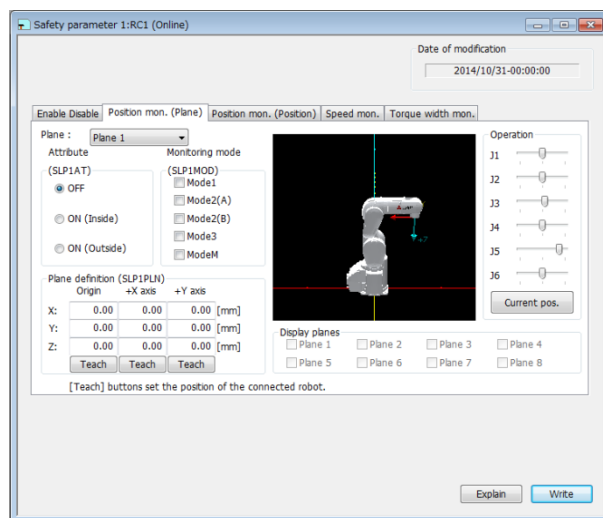 Safety parameter 1:RC1 (Online)
Date of modification
2014/10/31-00:00:00
Enable Disable Position mon. (Plane) Position mon. (Position) Speed mon. Torque width mon.
Plane : Plane 1
Attribute Monitoring mode
(SLP1AT) (SLP1MOD)
OFF
ON (Inside)
ON (Outside)
Mode1
Mode2(A)
Mode2(B)
Mode3
ModeM
Plane definition (SLP1PLN)
Origin +X axis +Y axis
X: 0.00 0.00 0.00 [mm]
Y: 0.00 0.00 0.00 [mm]
Z: 0.00 0.00 0.00 [mm]
Teach Teach Teach
[Teach] buttons set the position of the connected robot.
Operation
J1
J2
J3
J4
J5
J6
Current pos.
Display planes
Plane 1 Plane 2 Plane 3 Plane 4
Plane 5 Plane 6 Plane 7 Plane 8
Explain Write